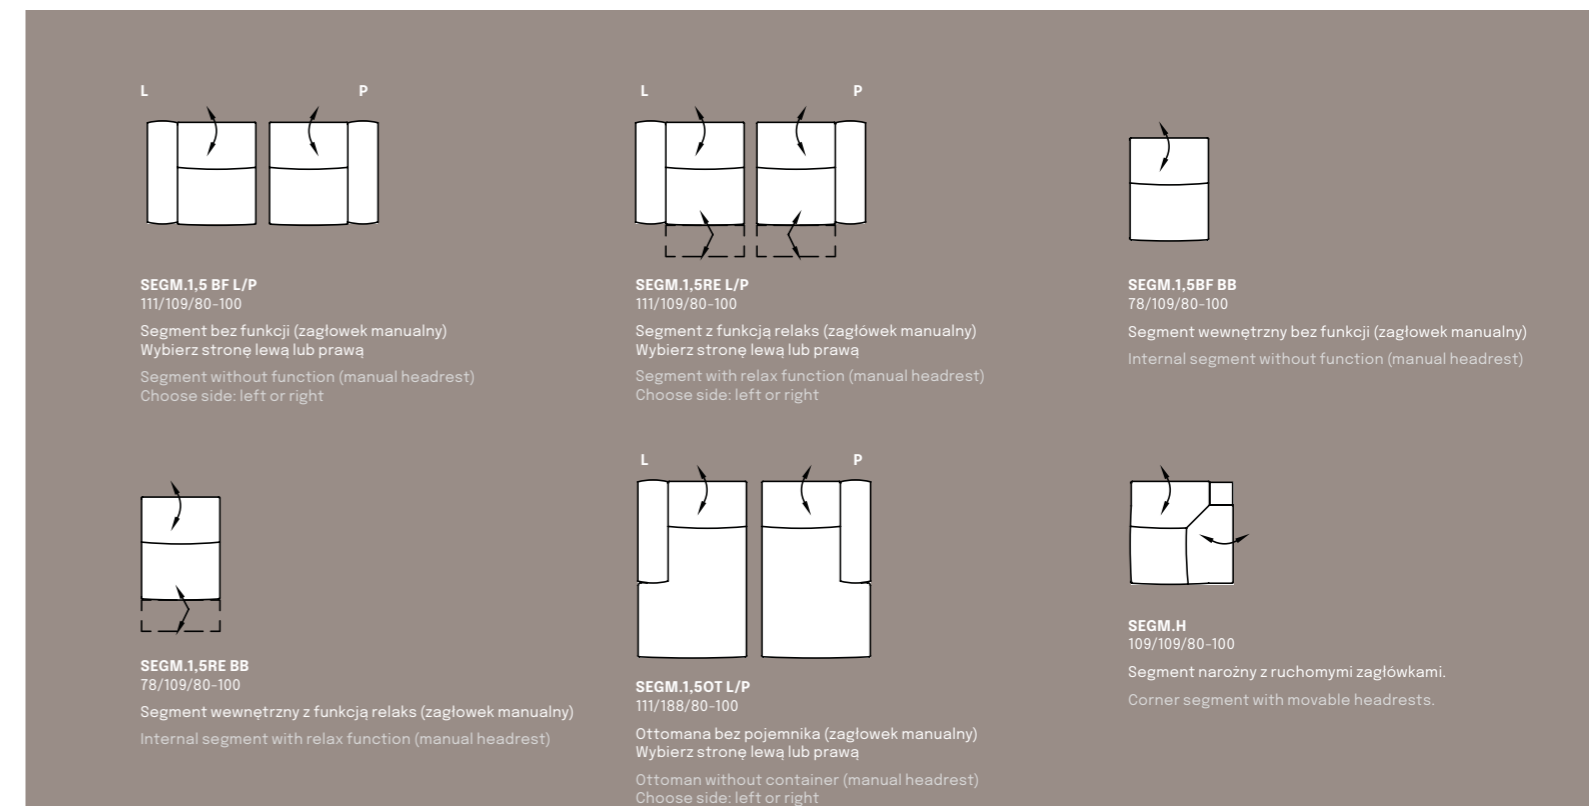 L
P
SEGM.1,5 BF L/P
111/109/80-100
Segment bez funkcji (zagłowek manualny)
Wybierz stronę lewą lub prawą
Segment without function (manual headrest)
Choose side: left or right
L
P
SEGM.1,5RE L/P
111/109/80-100
Segment z funkcją relaks (zagłówek manualny)
Wybierz stronę lewą lub prawą
Segment with relax function (manual headrest)
Choose side: left or right
SEGM.1,5BF BB
78/109/80-100
Segment wewnętrzny bez funkcji (zagłowek manualny)
Internal segment without function (manual headrest)
SEGM.1,5RE BB
78/109/80-100
Segment wewnętrzny z funkcją relaks (zagłowek manualny)
Internal segment with relax function (manual headrest)
L
P
SEGM.1,5OT L/P
111/188/80-100
Ottomana bez pojemnika (zagłowek manualny)
Wybierz stronę lewą lub prawą
Ottoman without container (manual headrest)
Choose side: left or right
SEGM.H
109/109/80-100
Segment narożny z ruchomymi zagłówkami.
Corner segment with movable headrests.